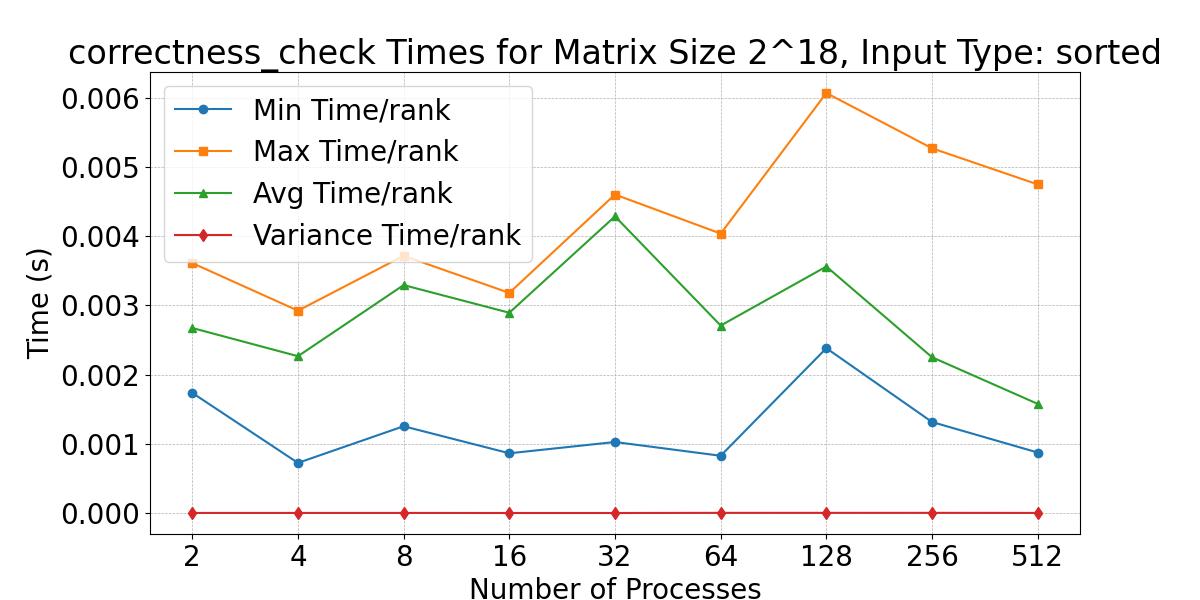 correctness_check Times for Matrix Size 2^18, Input Type: sorted
Min Time/rank
Max Time/rank
Avg Time/rank
Variance Time/rank
Time (s)
0.006
0.005
0.004
0.003
0.002
0.001
0.000
2 4 8 16 32 64 128 256 512
Number of Processes